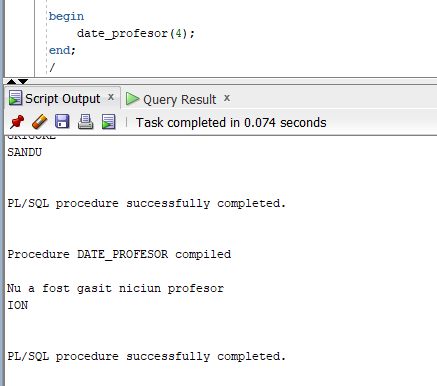 begin
date_profesor(4);
end;
/
Script Output x
Query Result x
Task completed in 0.074 seconds
SANDU
PL/SQL procedure successfully completed.
Procedure DATE_PROFESOR compiled
Nu a fost gasit niciun profesor
ION
PL/SQL procedure successfully completed.